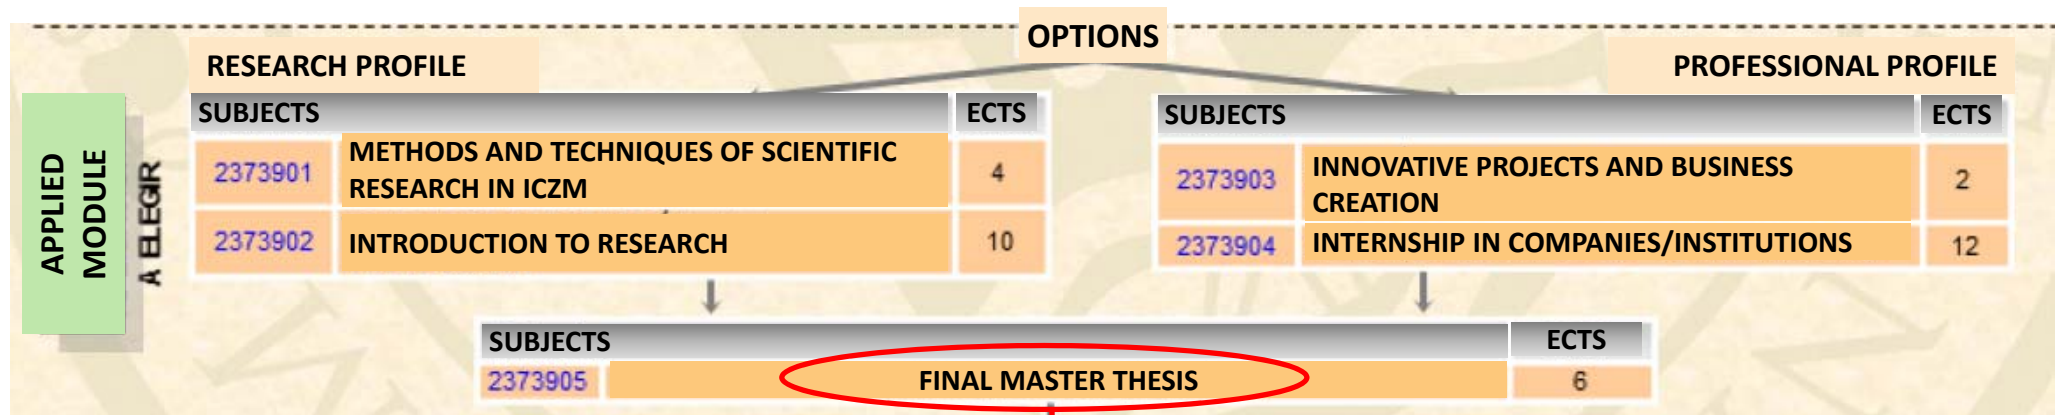 OPTIONS
RESEARCH PROFILE
PROFESSIONAL PROFILE
APPLIED
MODULE
A ELEGIR
SUBJECTS ECTS
2373901 METHODS AND TECHNIQUES OF SCIENTIFIC
RESEARCH IN ICZM 4
2373902 INTRODUCTION TO RESEARCH 10
SUBJECTS ECTS
2373903 INNOVATIVE PROJECTS AND BUSINESS
CREATION 2
2373904 INTERNSHIP IN COMPANIES/INSTITUTIONS 12
SUBJECTS ECTS
2373905 FINAL MASTER THESIS 6